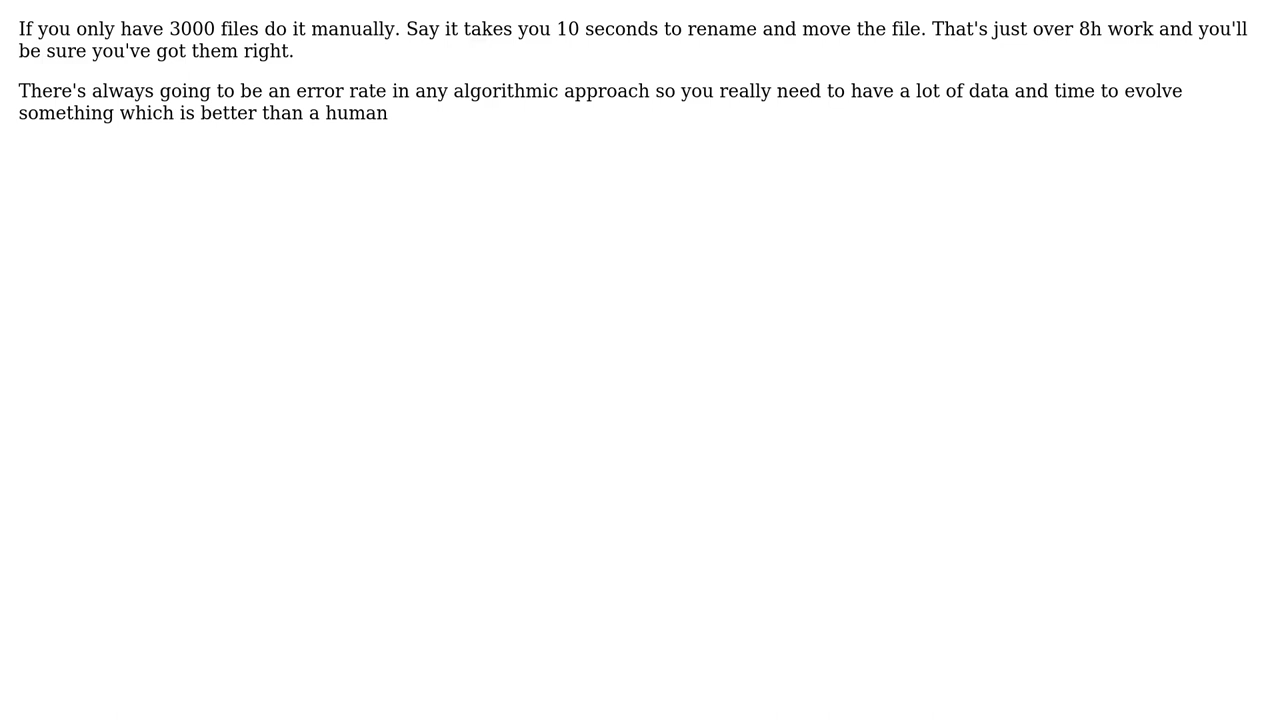 If you only have 3000 files do it manually. Say it takes you 10 seconds to rename and move the file. That's just over 8h work and you'll
be sure you've got them right.
There's always going to be an error rate in any algorithmic approach so you really need to have a lot of data and time to evolve
something which is better than a human